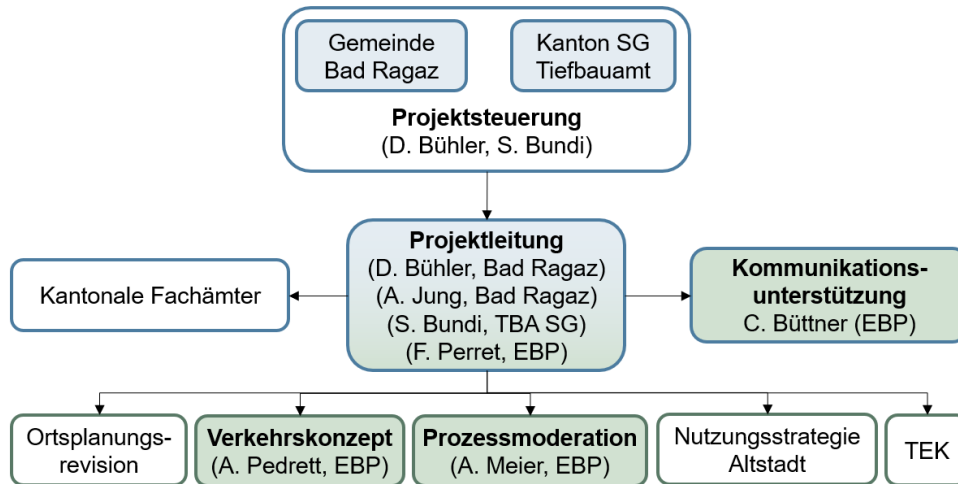 Gemeinde
Bad Ragaz
Kanton SG
Tiefbauamt
Projektsteuerung
(D. Bühler, S. Bundi)
Projektleitung
(D. Bühler, Bad Ragaz)
(A. Jung, Bad Ragaz)
(S. Bundi, TBA SG)
(F. Perret, EBP)
Kantonale Fachämter
Kommunikations-
unterstützung
C. Büttner (EBP)
Ortsplanungs-
revision
Verkehrskonzept
(A. Pedrett, EBP)
Prozessmoderation
(A. Meier, EBP)
Nutzungsstrategie
Altstadt
TEK